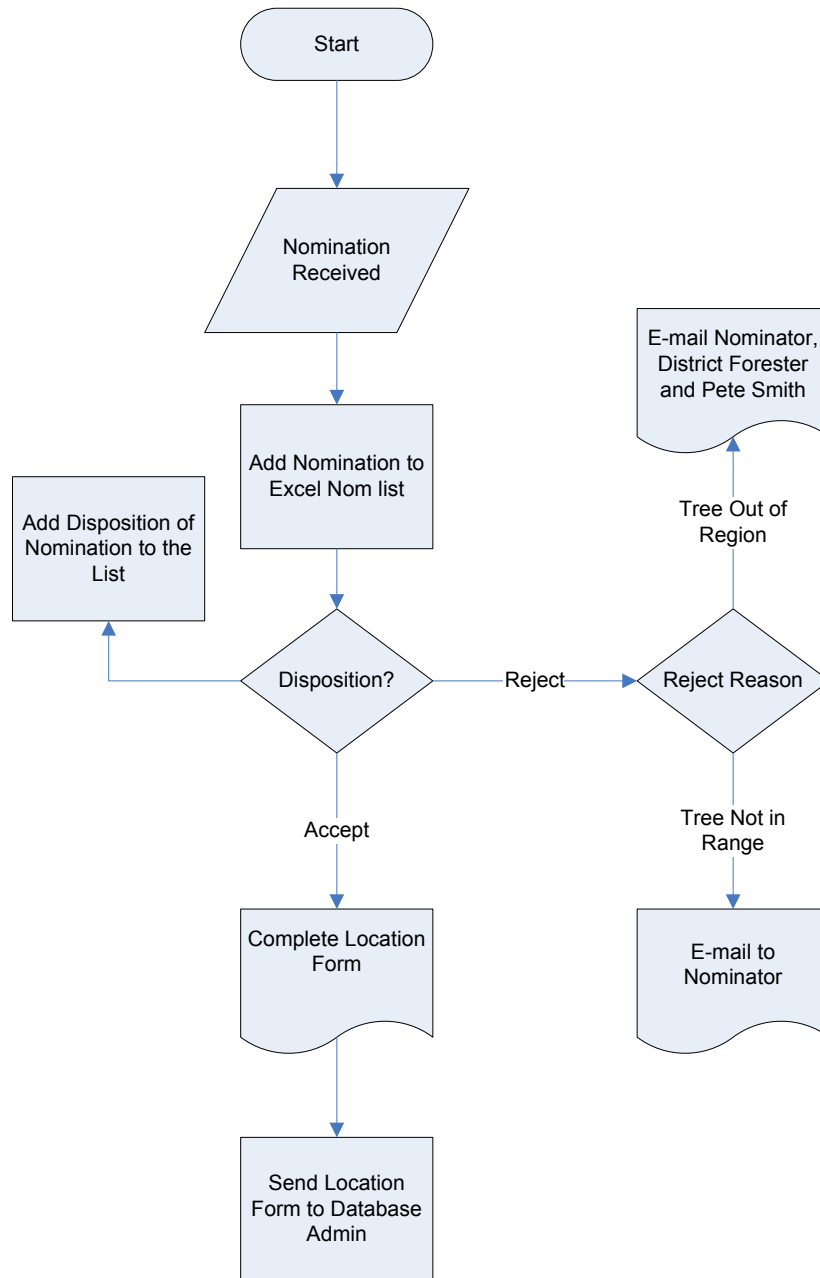 Start
Nomination
Received
E-mail Nominator,
District Forester
and Pete Smith
Add Nomination to
Excel Nom list
Add Disposition of
Nomination to the
List
Tree Out of
Region
Disposition?
Reject
Reject Reason
Accept
Tree Not in
Range
Complete Location
Form
E-mail to
Nominator
Send Location
Form to Database
Admin